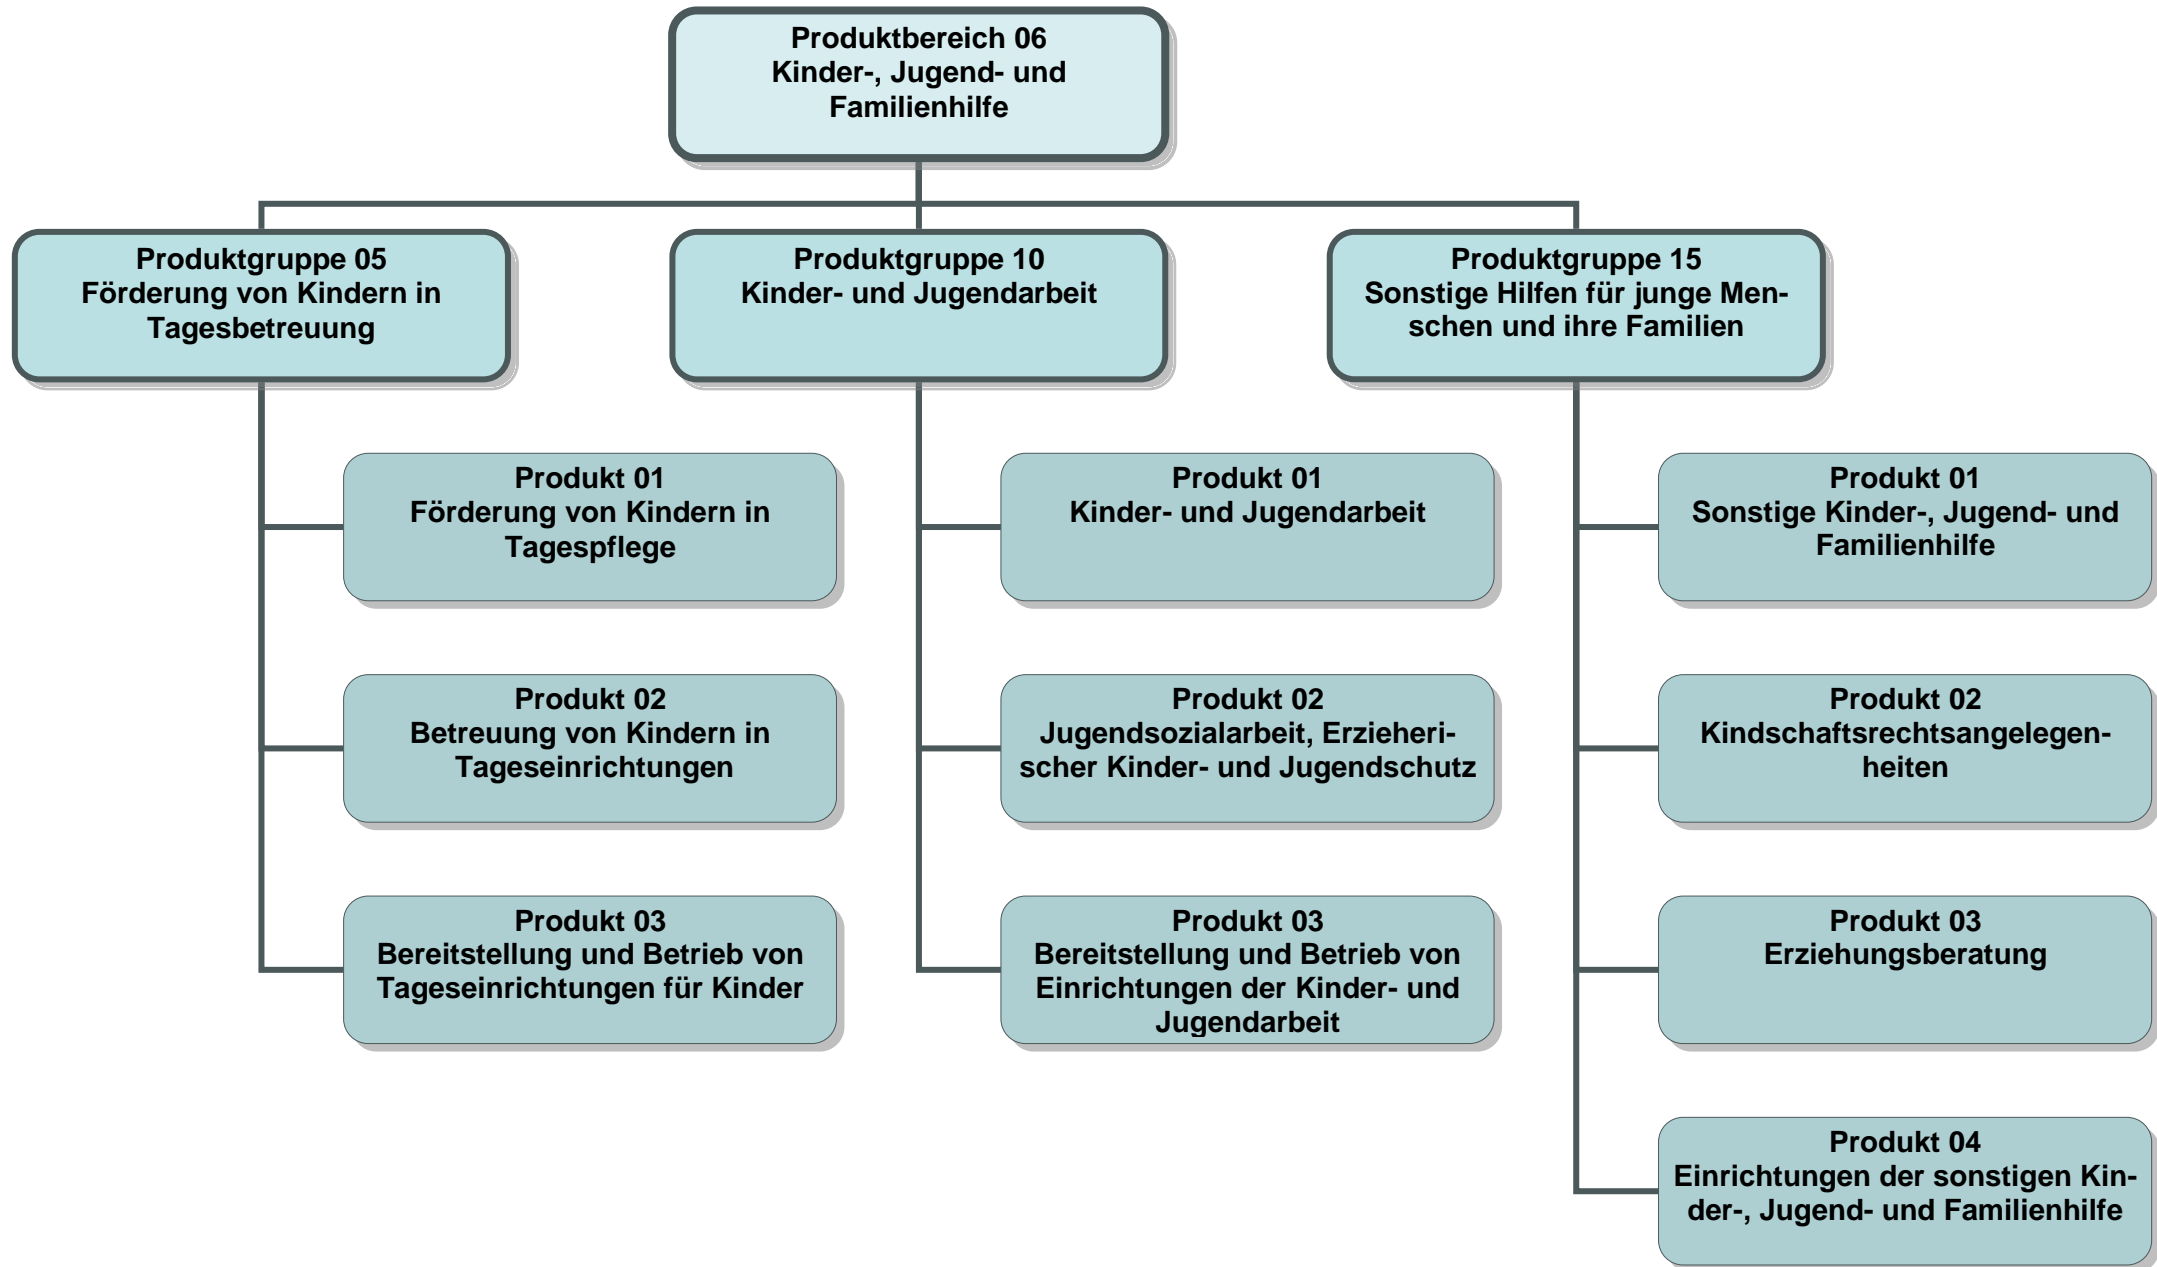 Produktbereich 06
Kinder-, Jugend- und
Familienhilfe
Produktgruppe 05
Förderung von Kindern in
Tagesbetreuung
Produktgruppe 10
Kinder- und Jugendarbeit
Produktgruppe 15
Sonstige Hilfen für junge Men-
schen und ihre Familien
Produkt 01
Förderung von Kindern in
Tagespflege
Produkt 01
Kinder- und Jugendarbeit
Produkt 01
Sonstige Kinder-, Jugend- und
Familienhilfe
Produkt 02
Betreuung von Kindern in
Tageseinrichtungen
Produkt 02
Jugendsozialarbeit, Erzieheri-
scher Kinder- und Jugendschutz
Produkt 02
Kindschaftsrechtsangelegen-
heiten
Produkt 03
Bereitstellung und Betrieb von
Tageseinrichtungen für Kinder
Produkt 03
Bereitstellung und Betrieb von
Einrichtungen der Kinder- und
Jugendarbeit
Produkt 03
Erziehungsberatung
Produkt 04
Einrichtungen der sonstigen Kin-
der-, Jugend- und Familienhilfe